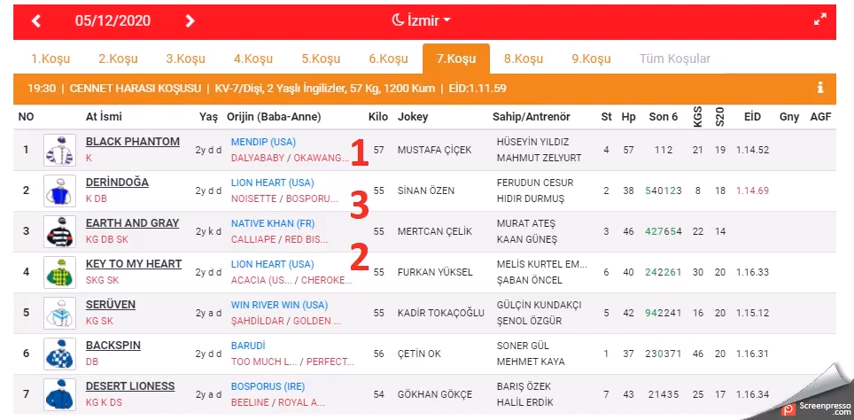 05/12/2020 İzmir
1.Koşu 2.Koşu 3.Koşu 4.Koşu 5.Koşu 6.Koşu 7.Koşu 8.Koşu 9.Koşu Tüm Koşular
19:30 | CENNET HARASI KOŞUSU | KV-7/Dişi, 2 Yaşlı İngilizler, 57 Kg, 1200 Kum | EİD:1.11.59
NO At İsmi Yaş Orijin (Baba-Anne) Kilo Jokey Sahip/Antrenör St Hp Son 6 KGS S20 EİD Gny AGF
BLACK PHANTOM MENDIP (USA) HÜSEYİN YILDIZ
1 2y d d 1 57 MUSTAFA ÇİÇEK 4 57 112 21 19 1.14.52
K DALYABABY / OKAWANG... MAHMUT ZELYURT
DERİNDOĞA LION HEART (USA) FERUDUN CESUR
2 2y d d 3 55 SİNAN ÖZEN 2 38 540123 8 18 1.14.69
K DB NOISETTE / BOSPORU... HIDIR DURMUŞ
EARTH AND GRAY NATIVE KHAN (FR) MURAT ATEŞ
3 2y k d 55 MERTCAN ÇELİK 3 46 427654 22 14
KG DB SK CALLIAPE / RED BIS... KAAN GÜNEŞ
KEY TO MY HEART LION HEART (USA) MELİS KURTEL EM...
4 2y d d 2 55 FURKAN YÜKSEL 6 40 242261 30 20 1.16.33
SKG SK ACACIA (US... / CHEROKE... ŞABAN ÖNCEL
SERÜVEN WIN RIVER WIN (USA) GÜLÇİN KUNDAKÇI
5 2y a d 55 KADİR TOKAÇOĞLU 5 42 942241 16 20 1.15.12
KG SK ŞAHDİLDAR / GOLDEN ... ŞENOL ÖZGÜR
BACKSPIN BARUDI SONER GÜL
6 2y d d 56 ÇETİN OK 1 37 230371 46 20 1.16.31
DB TOO MUCH L... / PERFECT... MEHMET KAYA
DESERT LIONESS BOSPORUS (IRE) BARIŞ ÖZEK
7 2y a d 54 GÖKHAN GÖKÇE 7 43 21435 25 17 1.16.34
KG K DS BEELINE / ROYAL A... HALİL ERDİK
Screenpresso
.com